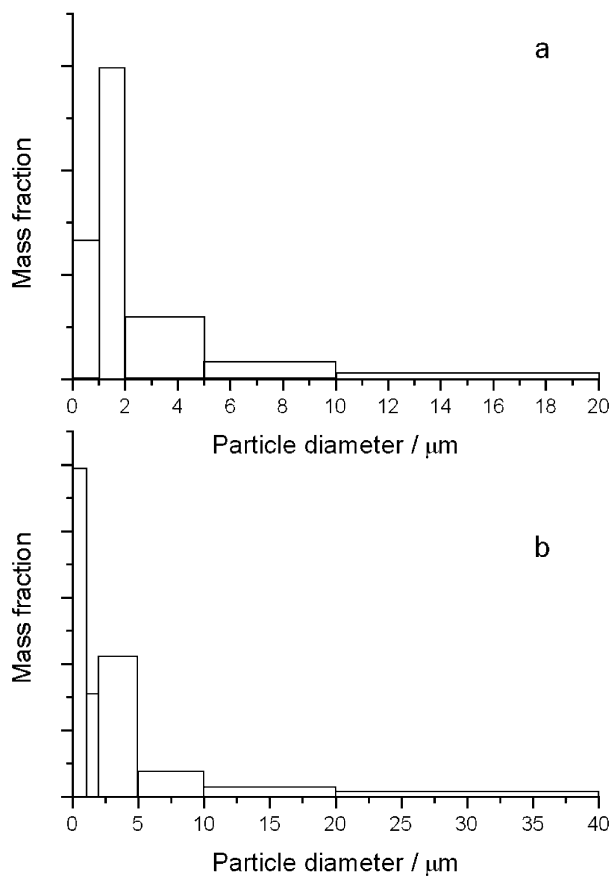 a
Mass fraction
0 2 4 6 8 10 12 14 16 18 20
Particle diameter / μm
b
Mass fraction
0 5 10 15 20 25 30 35 40
Particle diameter / μm